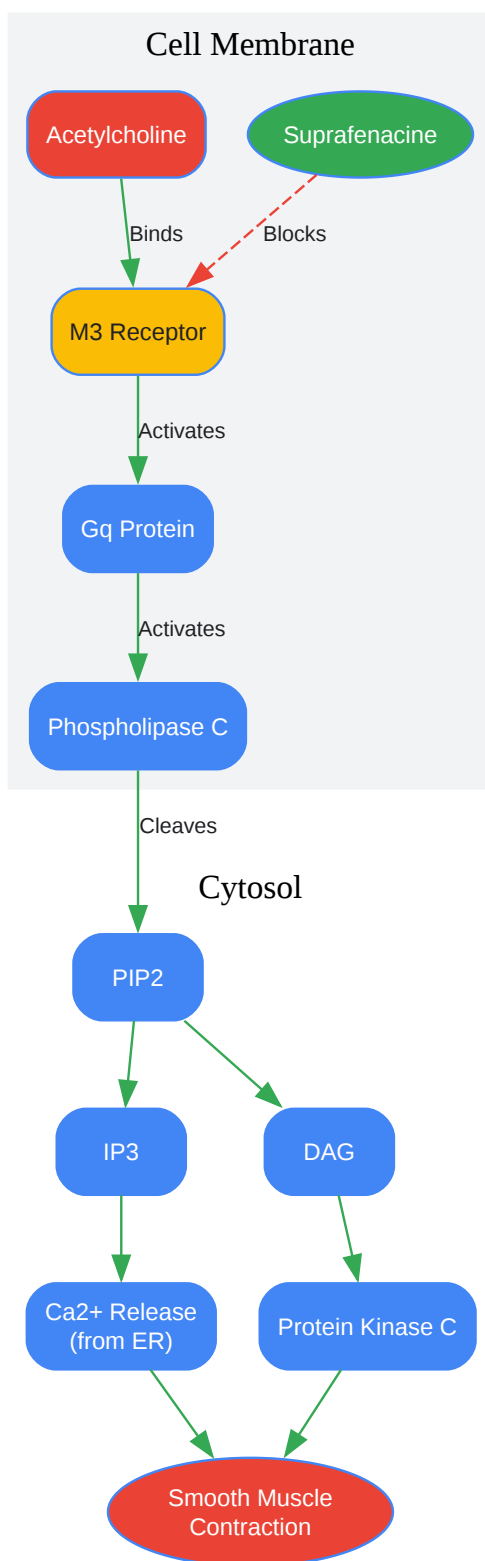 Cell Membrane
Acetylcholine
Suprafenacine
Binds
Blocks
M3 Receptor
Activates
Gq Protein
Activates
Phospholipase C
Cleaves
Cytosol
PIP2
IP3
DAG
Ca2+ Release
(from ER)
Protein Kinase C
Smooth Muscle
Contraction